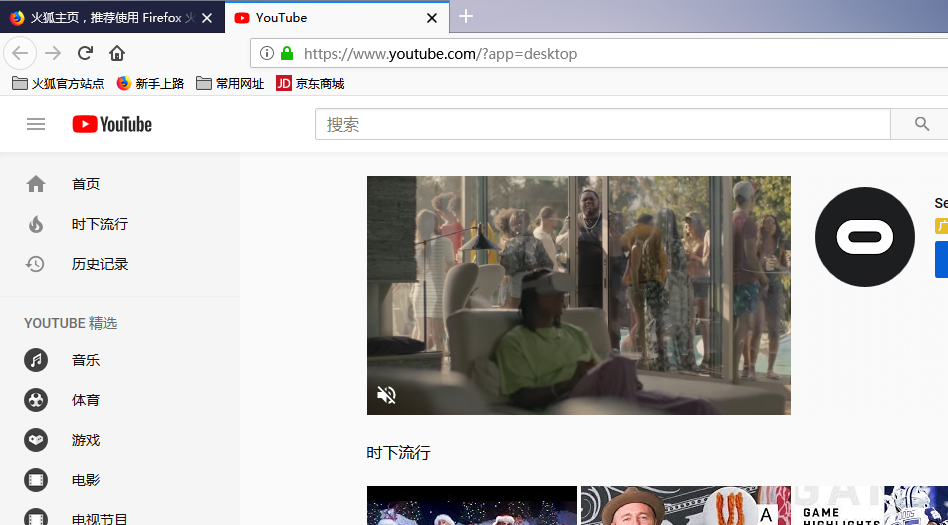 火狐主页，推荐使用 Firefox 火
YouTube
https://www.youtube.com/?app=desktop
火狐官方站点 新手上路 常用网址 JD 京东商城
YouTube
搜索
首页
时下流行
历史记录
YOUTUBE 精选
音乐
体育
游戏
电影
电视节目
Se
广
时下流行
A
GAME
GAME
HIGHLIGHTS